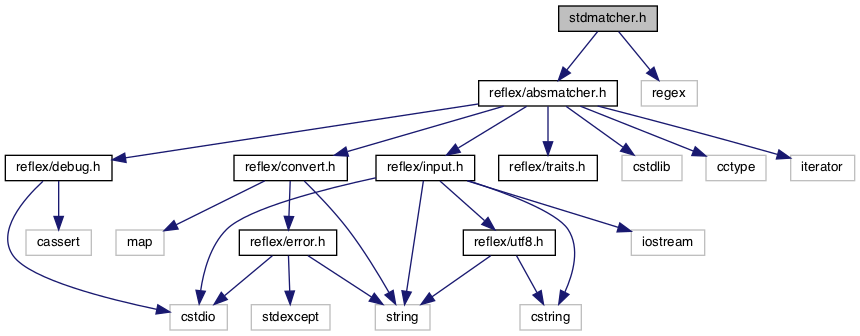 stdmatcher.h
reflex/absmatcher.h
regex
reflex/debug.h
reflex/convert.h
reflex/input.h
reflex/traits.h
cstdlib
cctype
iterator
cassert
map
reflex/error.h
reflex/utf8.h
iostream
cstdio
stdexcept
string
cstring